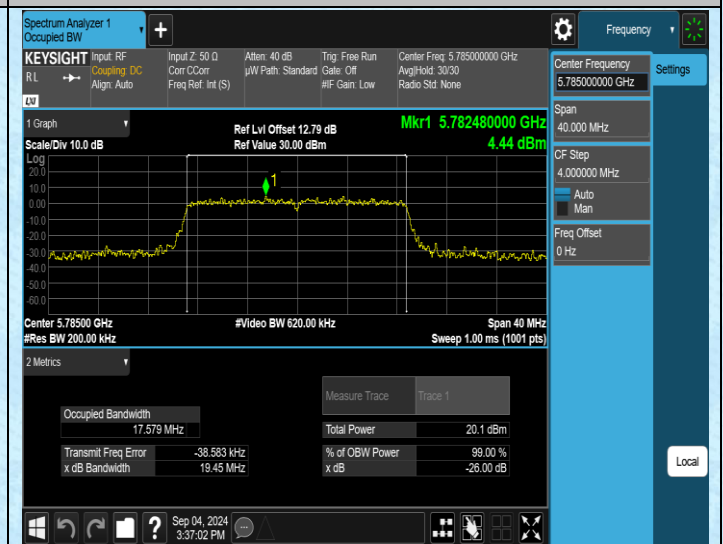 Spectrum Analyzer 1
Occupied BW
+
Frequency
KEYSIGHT
Input: RF
Coupling: DC
Align: Auto
Input Z: 50 Ω
Corr CCorr
Freq Ref: Int (S)
Atten: 40 dB
µW Path: Standard
Trig: Free Run
Gate: Off
#IF Gain: Low
Center Freq: 5.785000000 GHz
Avg|Hold: 30/30
Radio Std: None
R L
LXI
1 Graph
Scale/Div 10.0 dB
Ref Lvl Offset 12.79 dB
Ref Value 30.00 dBm
Mkr1 5.782480000 GHz
4.44 dBm
Log
20.0
10.0
0.00
-10.0
-20.0
-30.0
-40.0
-50.0
-60.0
1
Center 5.78500 GHz
#Res BW 200.00 kHz
#Video BW 620.00 kHz
Span 40 MHz
Sweep 1.00 ms (1001 pts)
2 Metrics
Measure Trace
Trace 1
Occupied Bandwidth
17.579 MHz
Total Power
20.1 dBm
Transmit Freq Error
-38.583 kHz
% of OBW Power
99.00 %
x dB Bandwidth
19.45 MHz
x dB
-26.00 dB
Center Frequency
5.785000000 GHz
Settings
Span
40.000 MHz
CF Step
4.000000 MHz
Auto
Man
Freq Offset
0 Hz
Local
?
Sep 04, 2024
3:37:02 PM